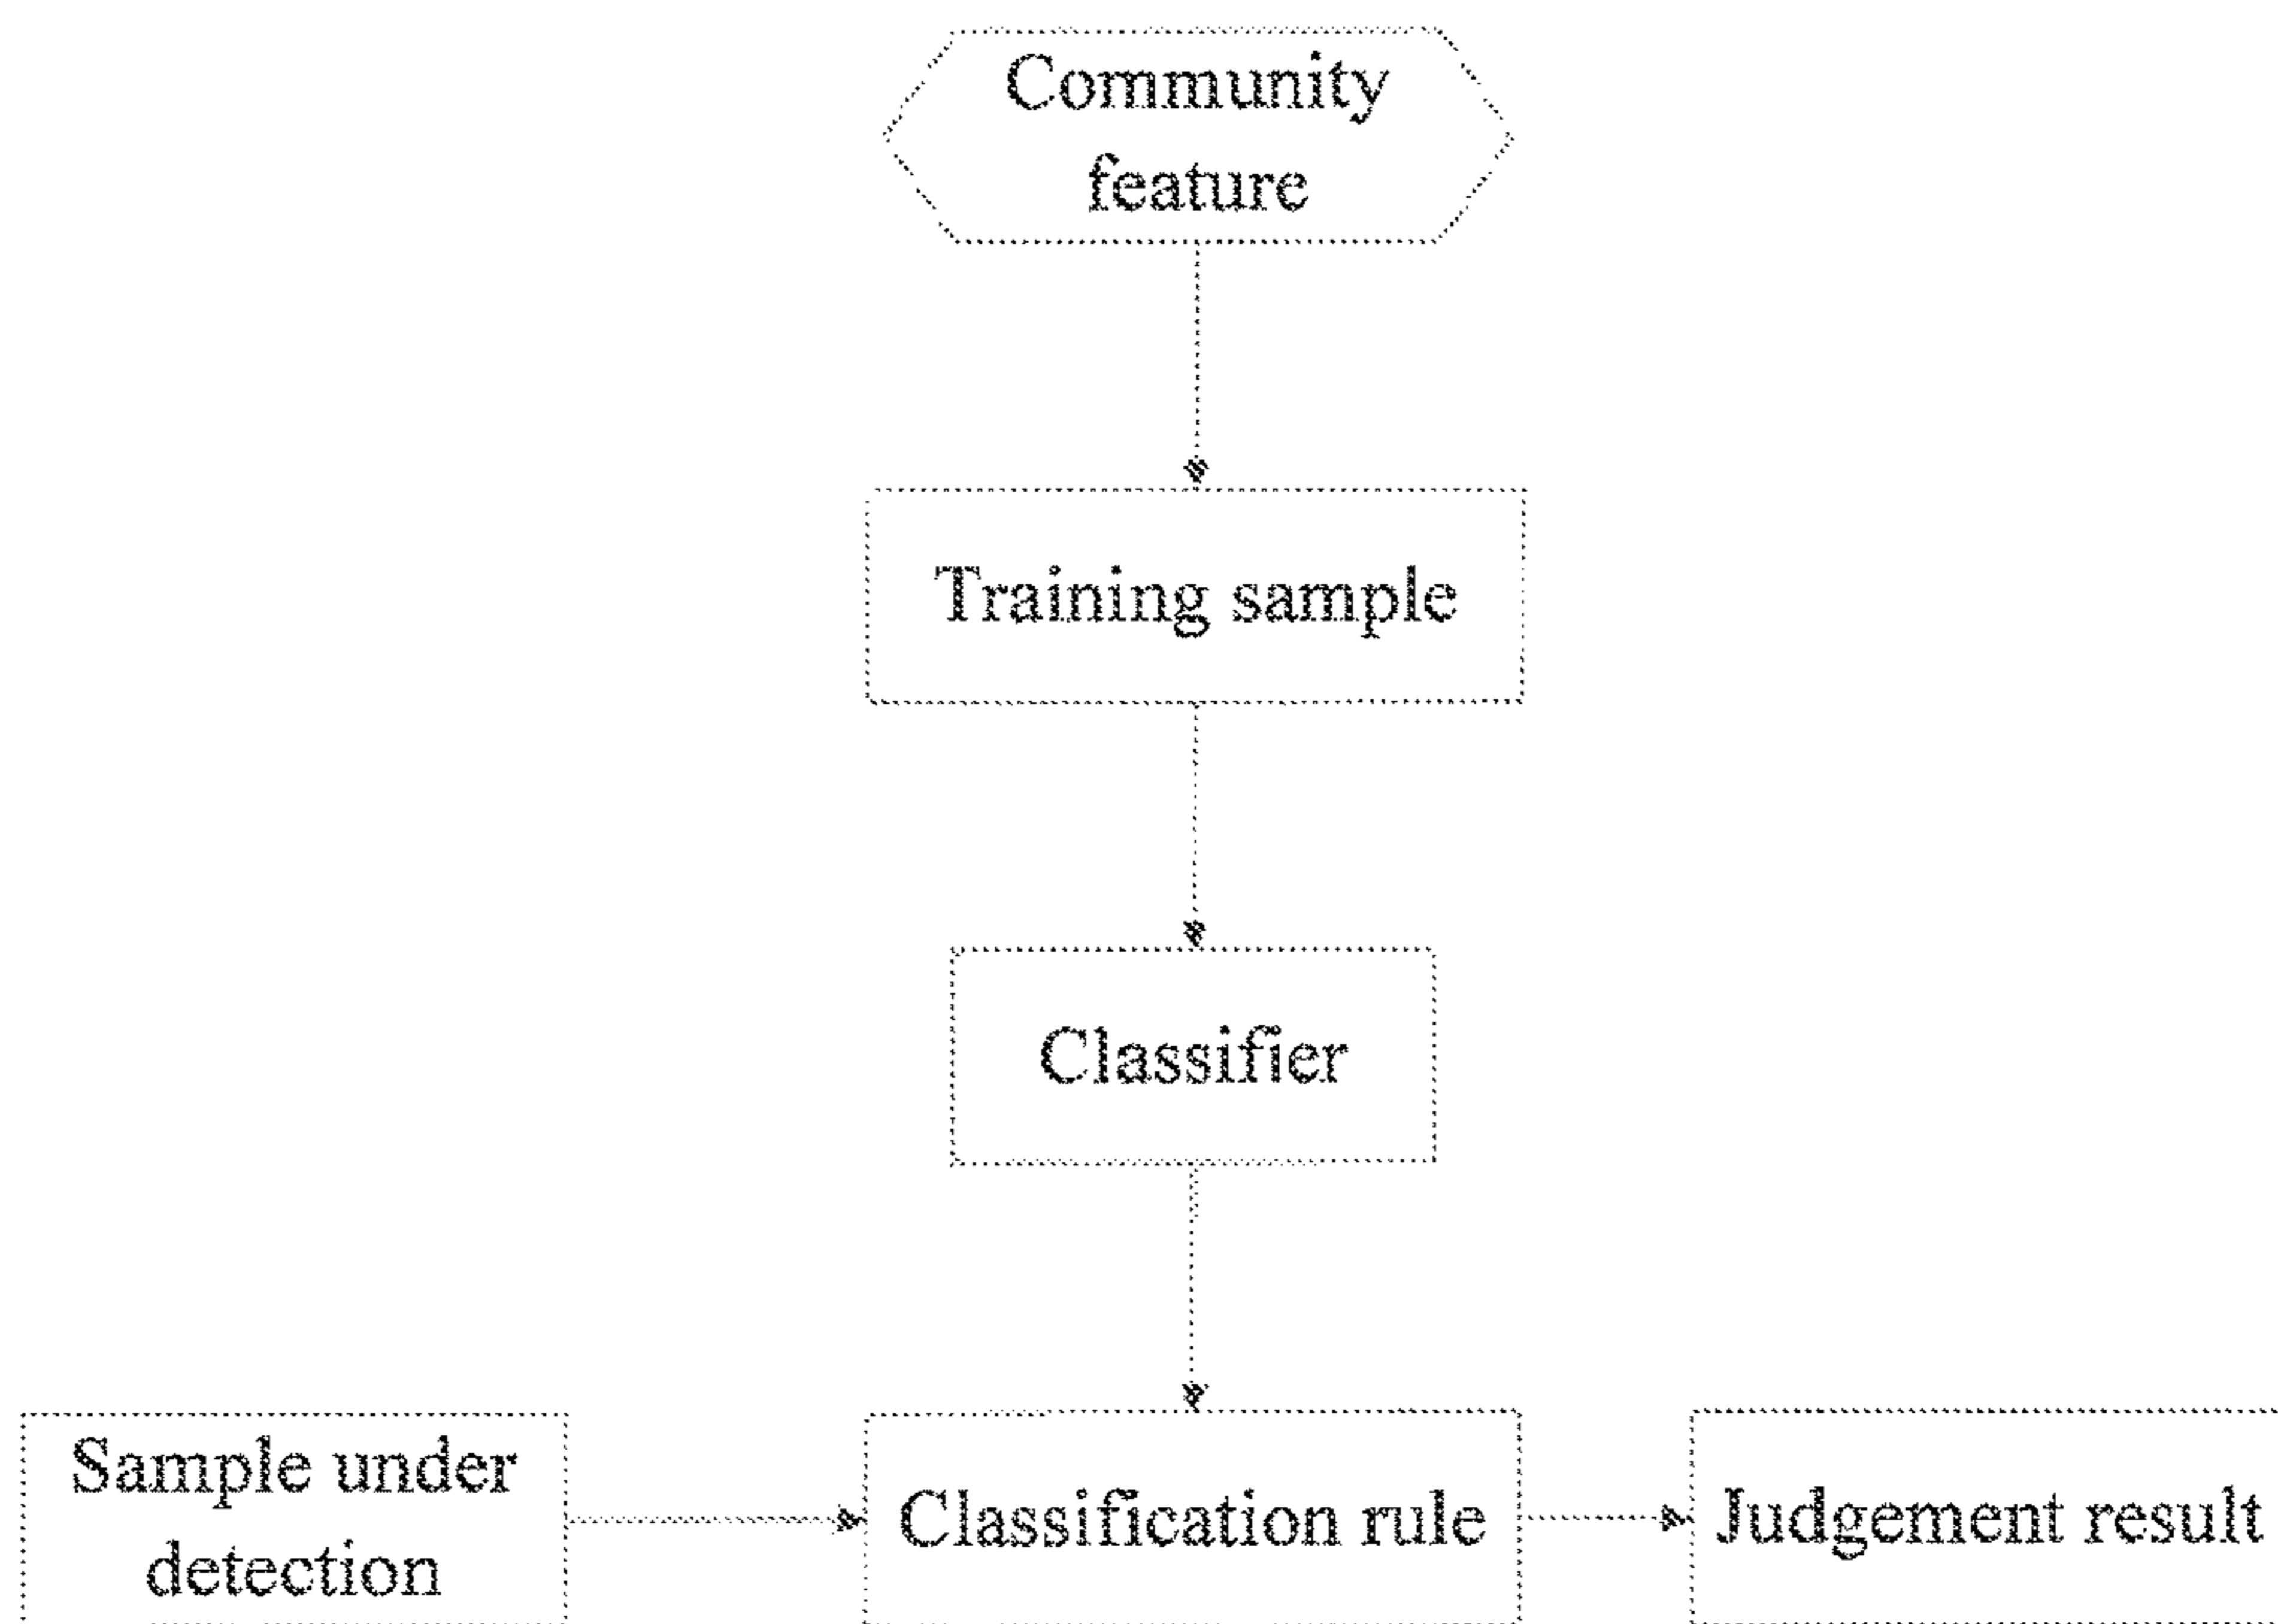 Community
feature
Training sample
Classifier
Sample under
detection
Classification rule
Judgement result